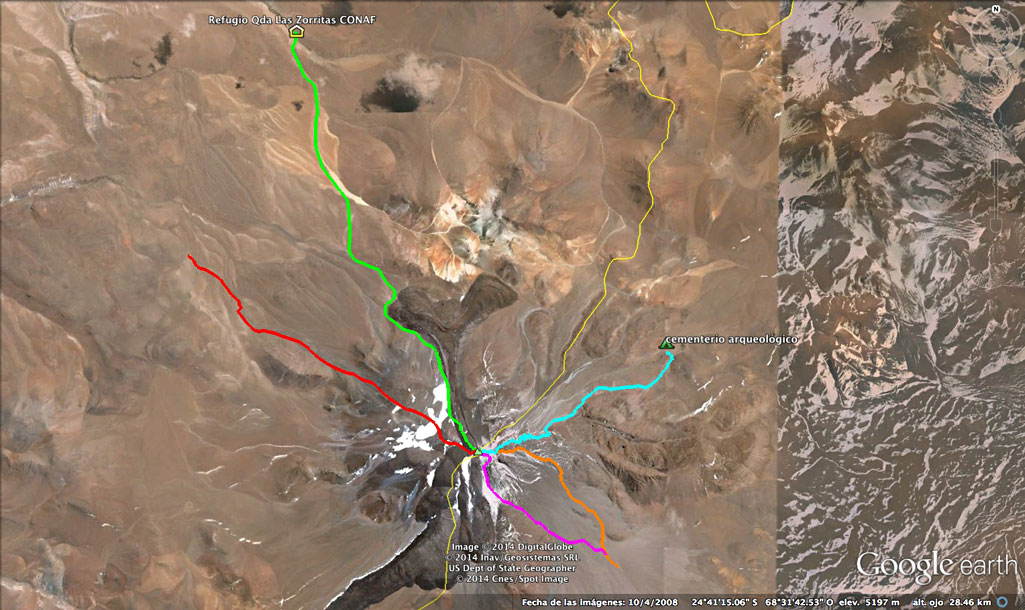 Refugio Qda Las Zorritas CONAF
N
cementerio arqueológico
Image © 2014 DigitalGlobe
© 2014 Inav/Geosistemas SRL
US Dept of State Geographer
© 2014 Cnes/Spot Image
Google earth
Fecha de las Imágenes: 10/4/2008 24°41'15.06" S 68°31'42.53" O elev. 5197 m alt. ojo 28.46 km